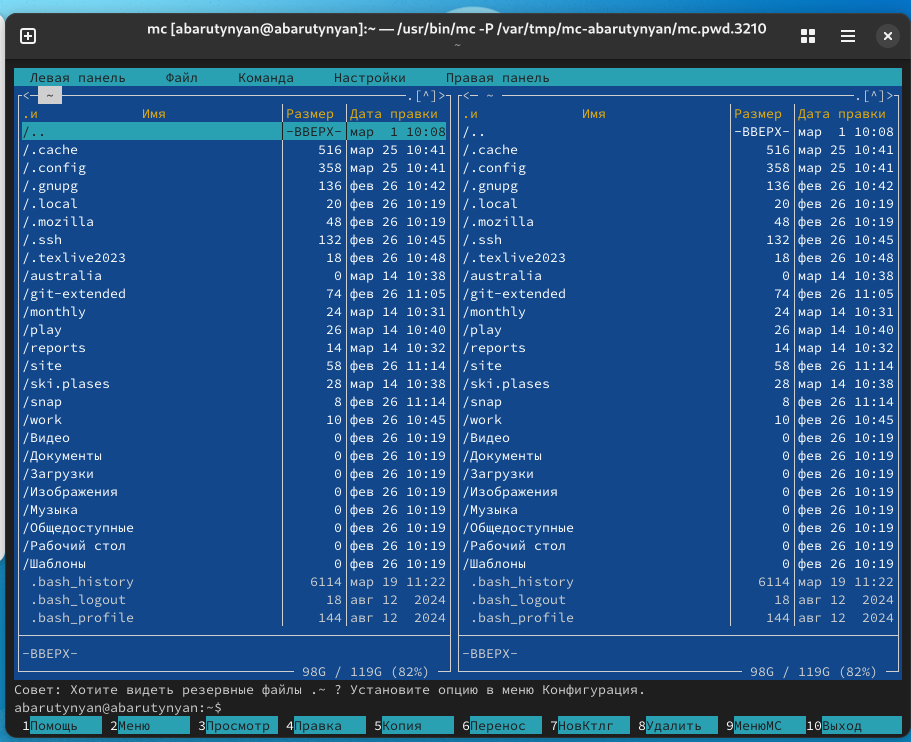 mc [abarutynyan@abarutynyan]:~ — /usr/bin/mc -P /var/tmp/mc-abarutynyan/mc.pwd.3210
~
Левая панель Файл Команда Настройки Правая панель
<─ ~ .[^]> <─ ~ .[^]>
.и Имя Размер Дата правки .и Имя Размер Дата правки
/.. -ВВЕРХ- мар 1 10:08 /.. -ВВЕРХ- мар 1 10:08
/.cache 516 мар 25 10:41 /.cache 516 мар 25 10:41
/.config 358 мар 25 10:41 /.config 358 мар 25 10:41
/.gnupg 136 фев 26 10:42 /.gnupg 136 фев 26 10:42
/.local 20 фев 26 10:19 /.local 20 фев 26 10:19
/.mozilla 48 фев 26 10:19 /.mozilla 48 фев 26 10:19
/.ssh 132 фев 26 10:45 /.ssh 132 фев 26 10:45
/.texlive2023 18 фев 26 10:48 /.texlive2023 18 фев 26 10:48
/australia 0 мар 14 10:38 /australia 0 мар 14 10:38
/git-extended 74 фев 26 11:05 /git-extended 74 фев 26 11:05
/monthly 24 мар 14 10:31 /monthly 24 мар 14 10:31
/play 26 мар 14 10:40 /play 26 мар 14 10:40
/reports 14 мар 14 10:32 /reports 14 мар 14 10:32
/site 58 фев 26 11:14 /site 58 фев 26 11:14
/ski.plases 28 мар 14 10:38 /ski.plases 28 мар 14 10:38
/snap 8 фев 26 11:14 /snap 8 фев 26 11:14
/work 10 фев 26 10:45 /work 10 фев 26 10:45
/Видео 0 фев 26 10:19 /Видео 0 фев 26 10:19
/Документы 0 фев 26 10:19 /Документы 0 фев 26 10:19
/Загрузки 0 фев 26 10:19 /Загрузки 0 фев 26 10:19
/Изображения 0 фев 26 10:19 /Изображения 0 фев 26 10:19
/Музыка 0 фев 26 10:19 /Музыка 0 фев 26 10:19
/Общедоступные 0 фев 26 10:19 /Общедоступные 0 фев 26 10:19
/Рабочий стол 0 фев 26 10:19 /Рабочий стол 0 фев 26 10:19
/Шаблоны 0 фев 26 10:19 /Шаблоны 0 фев 26 10:19
.bash_history 6114 мар 19 11:22 .bash_history 6114 мар 19 11:22
.bash_logout 18 авг 12 2024 .bash_logout 18 авг 12 2024
.bash_profile 144 авг 12 2024 .bash_profile 144 авг 12 2024
-ВВЕРХ- -ВВЕРХ-
98G / 119G (82%) 98G / 119G (82%)
Совет: Хотите видеть резервные файлы .~ ? Установите опцию в меню Конфигурация.
abarutynyan@abarutynyan:~$
1Помощь 2Меню 3Просмотр 4Правка 5Копия 6Перенос 7НовКтлг 8Удалить 9МенюМС 10Выход